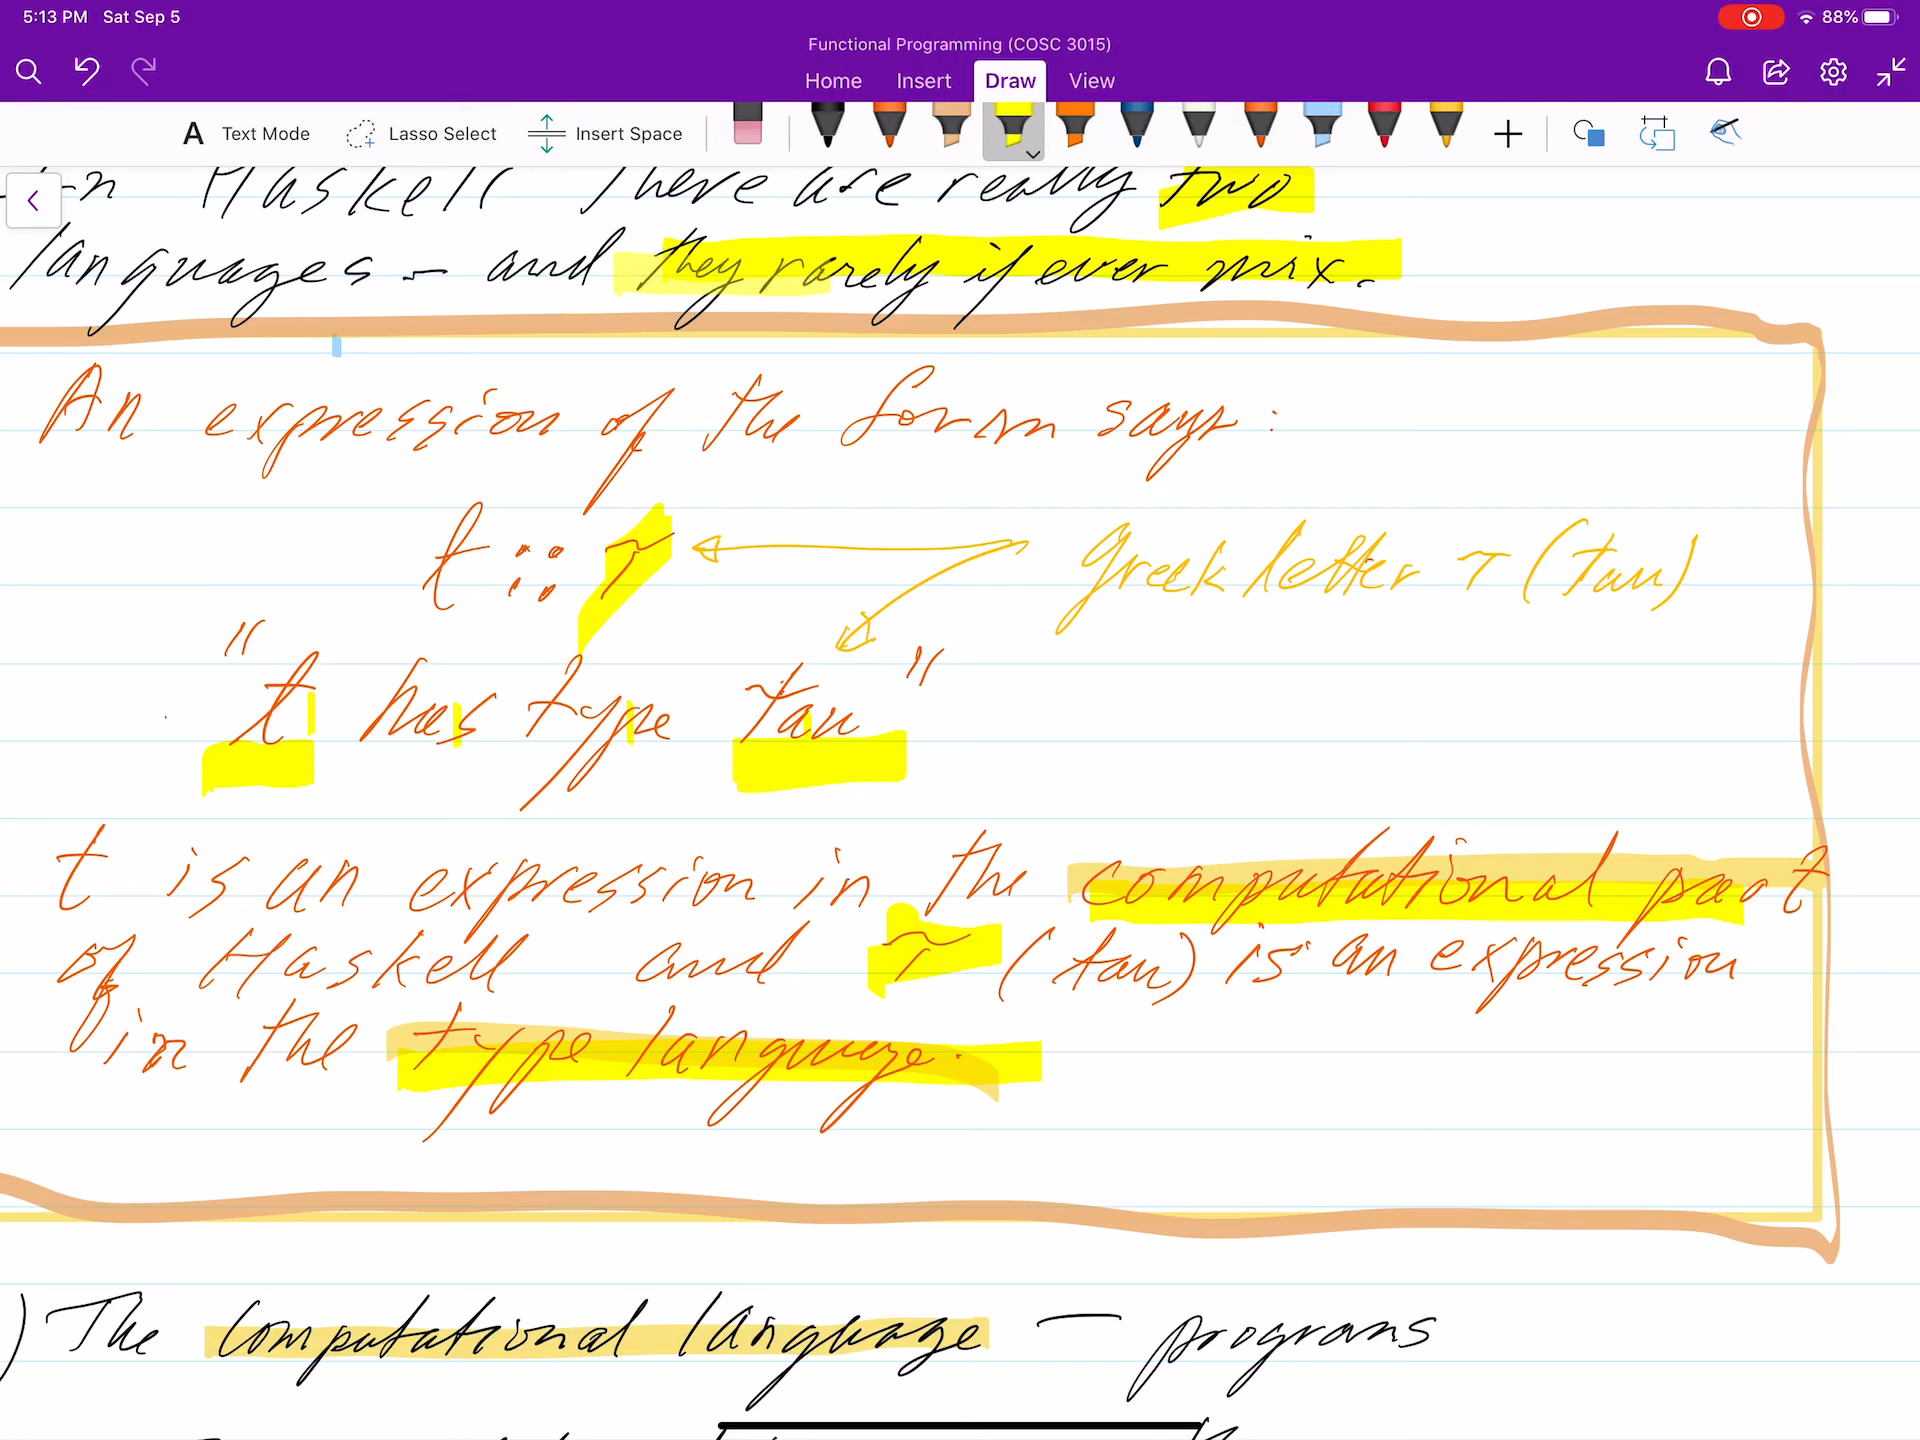 5:13 PM Sat Sep 5
88%
Functional Programming (COSC 3015)
Home Insert Draw View
A Text Mode Lasso Select Insert Space
In Haskell There are really two
languages - and they rarely if ever mix.
An expression of the form says:
t :: τ Greek letter τ (tau)
"t has type tau"
t is an expression in the computational part
of Haskell and τ (tau) is an expression
in the type language.
) The Computational language — programs